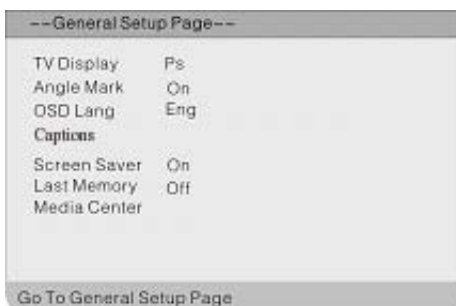 --General Setup Page--
TV Display Ps
Angle Mark On
OSD Lang Eng
Captions
Screen Saver On
Last Memory Off
Media Center
Go To General Setup Page